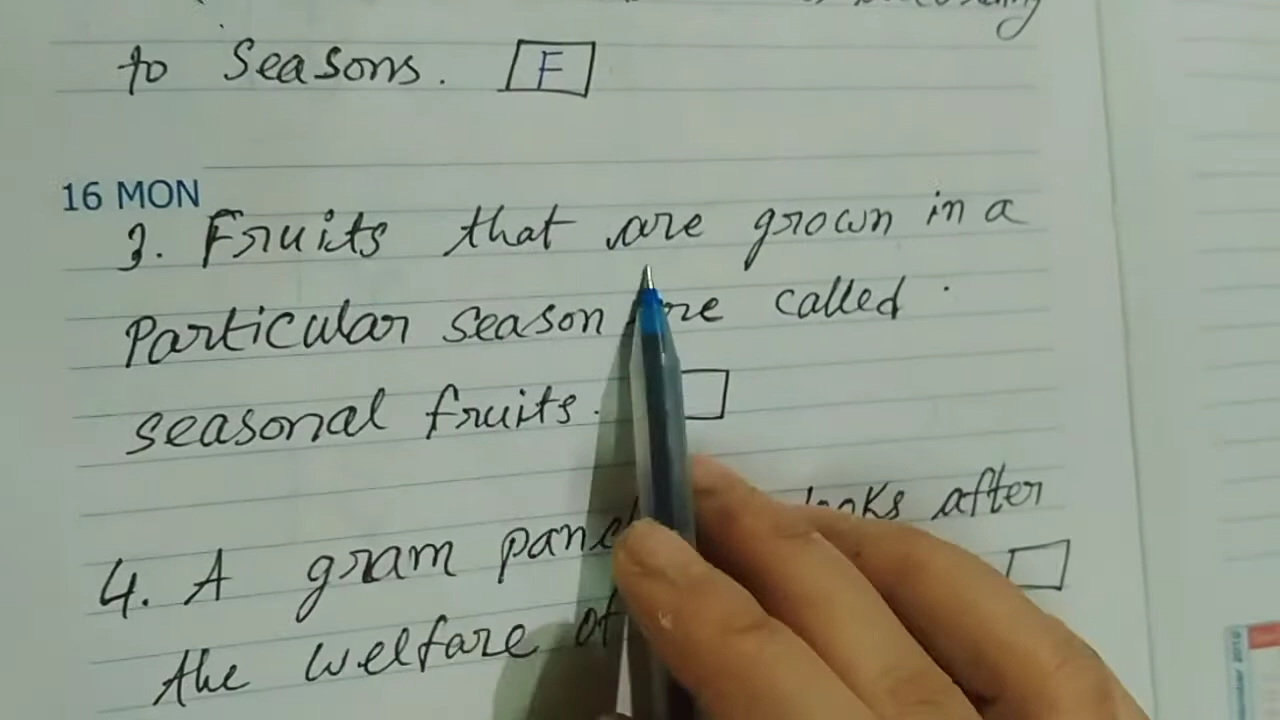 to Seasons. F
16 MON
3. Fruits that are grown in a
Particular season are called
seasonal fruits.
4. A gram looks after
the welfare of